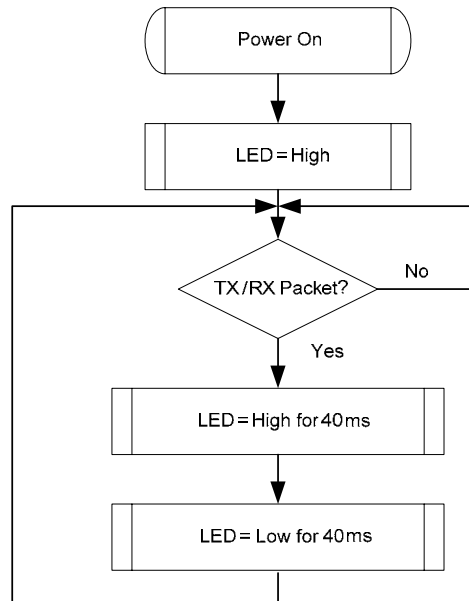 Power On
LED=High
TX/RX Packet?
No
Yes
LED=High for 40ms
LED=Low for 40ms